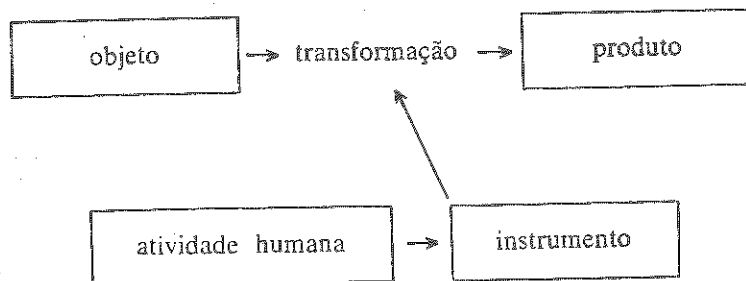 objeto → transformação → produto
atividade humana → instrumento